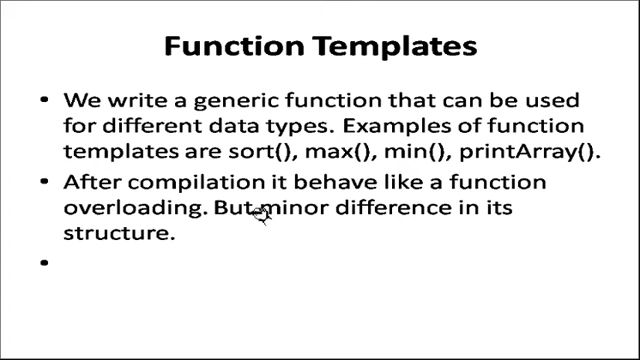 Function Templates
• We write a generic function that can be used
for different data types. Examples of function
templates are sort(), max(), min(), printArray().
• After compilation it behave like a function
overloading. But minor difference in its
structure.
•